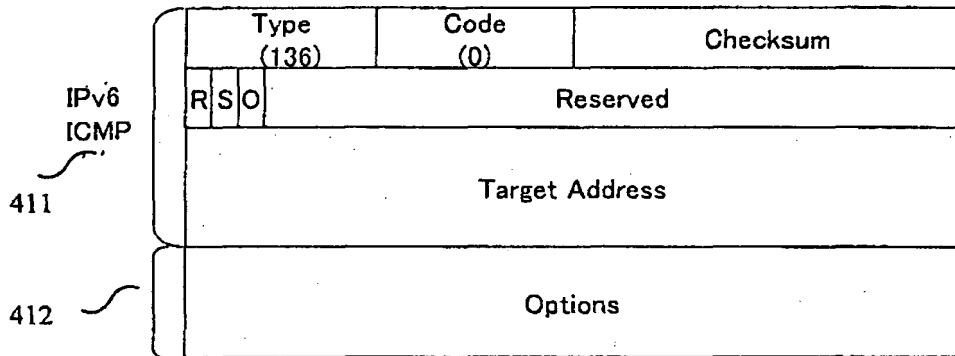 Type
(136)
Code
(0)
Checksum
R S O
Reserved
IPv6
ICMP
411
Target Address
412
Options